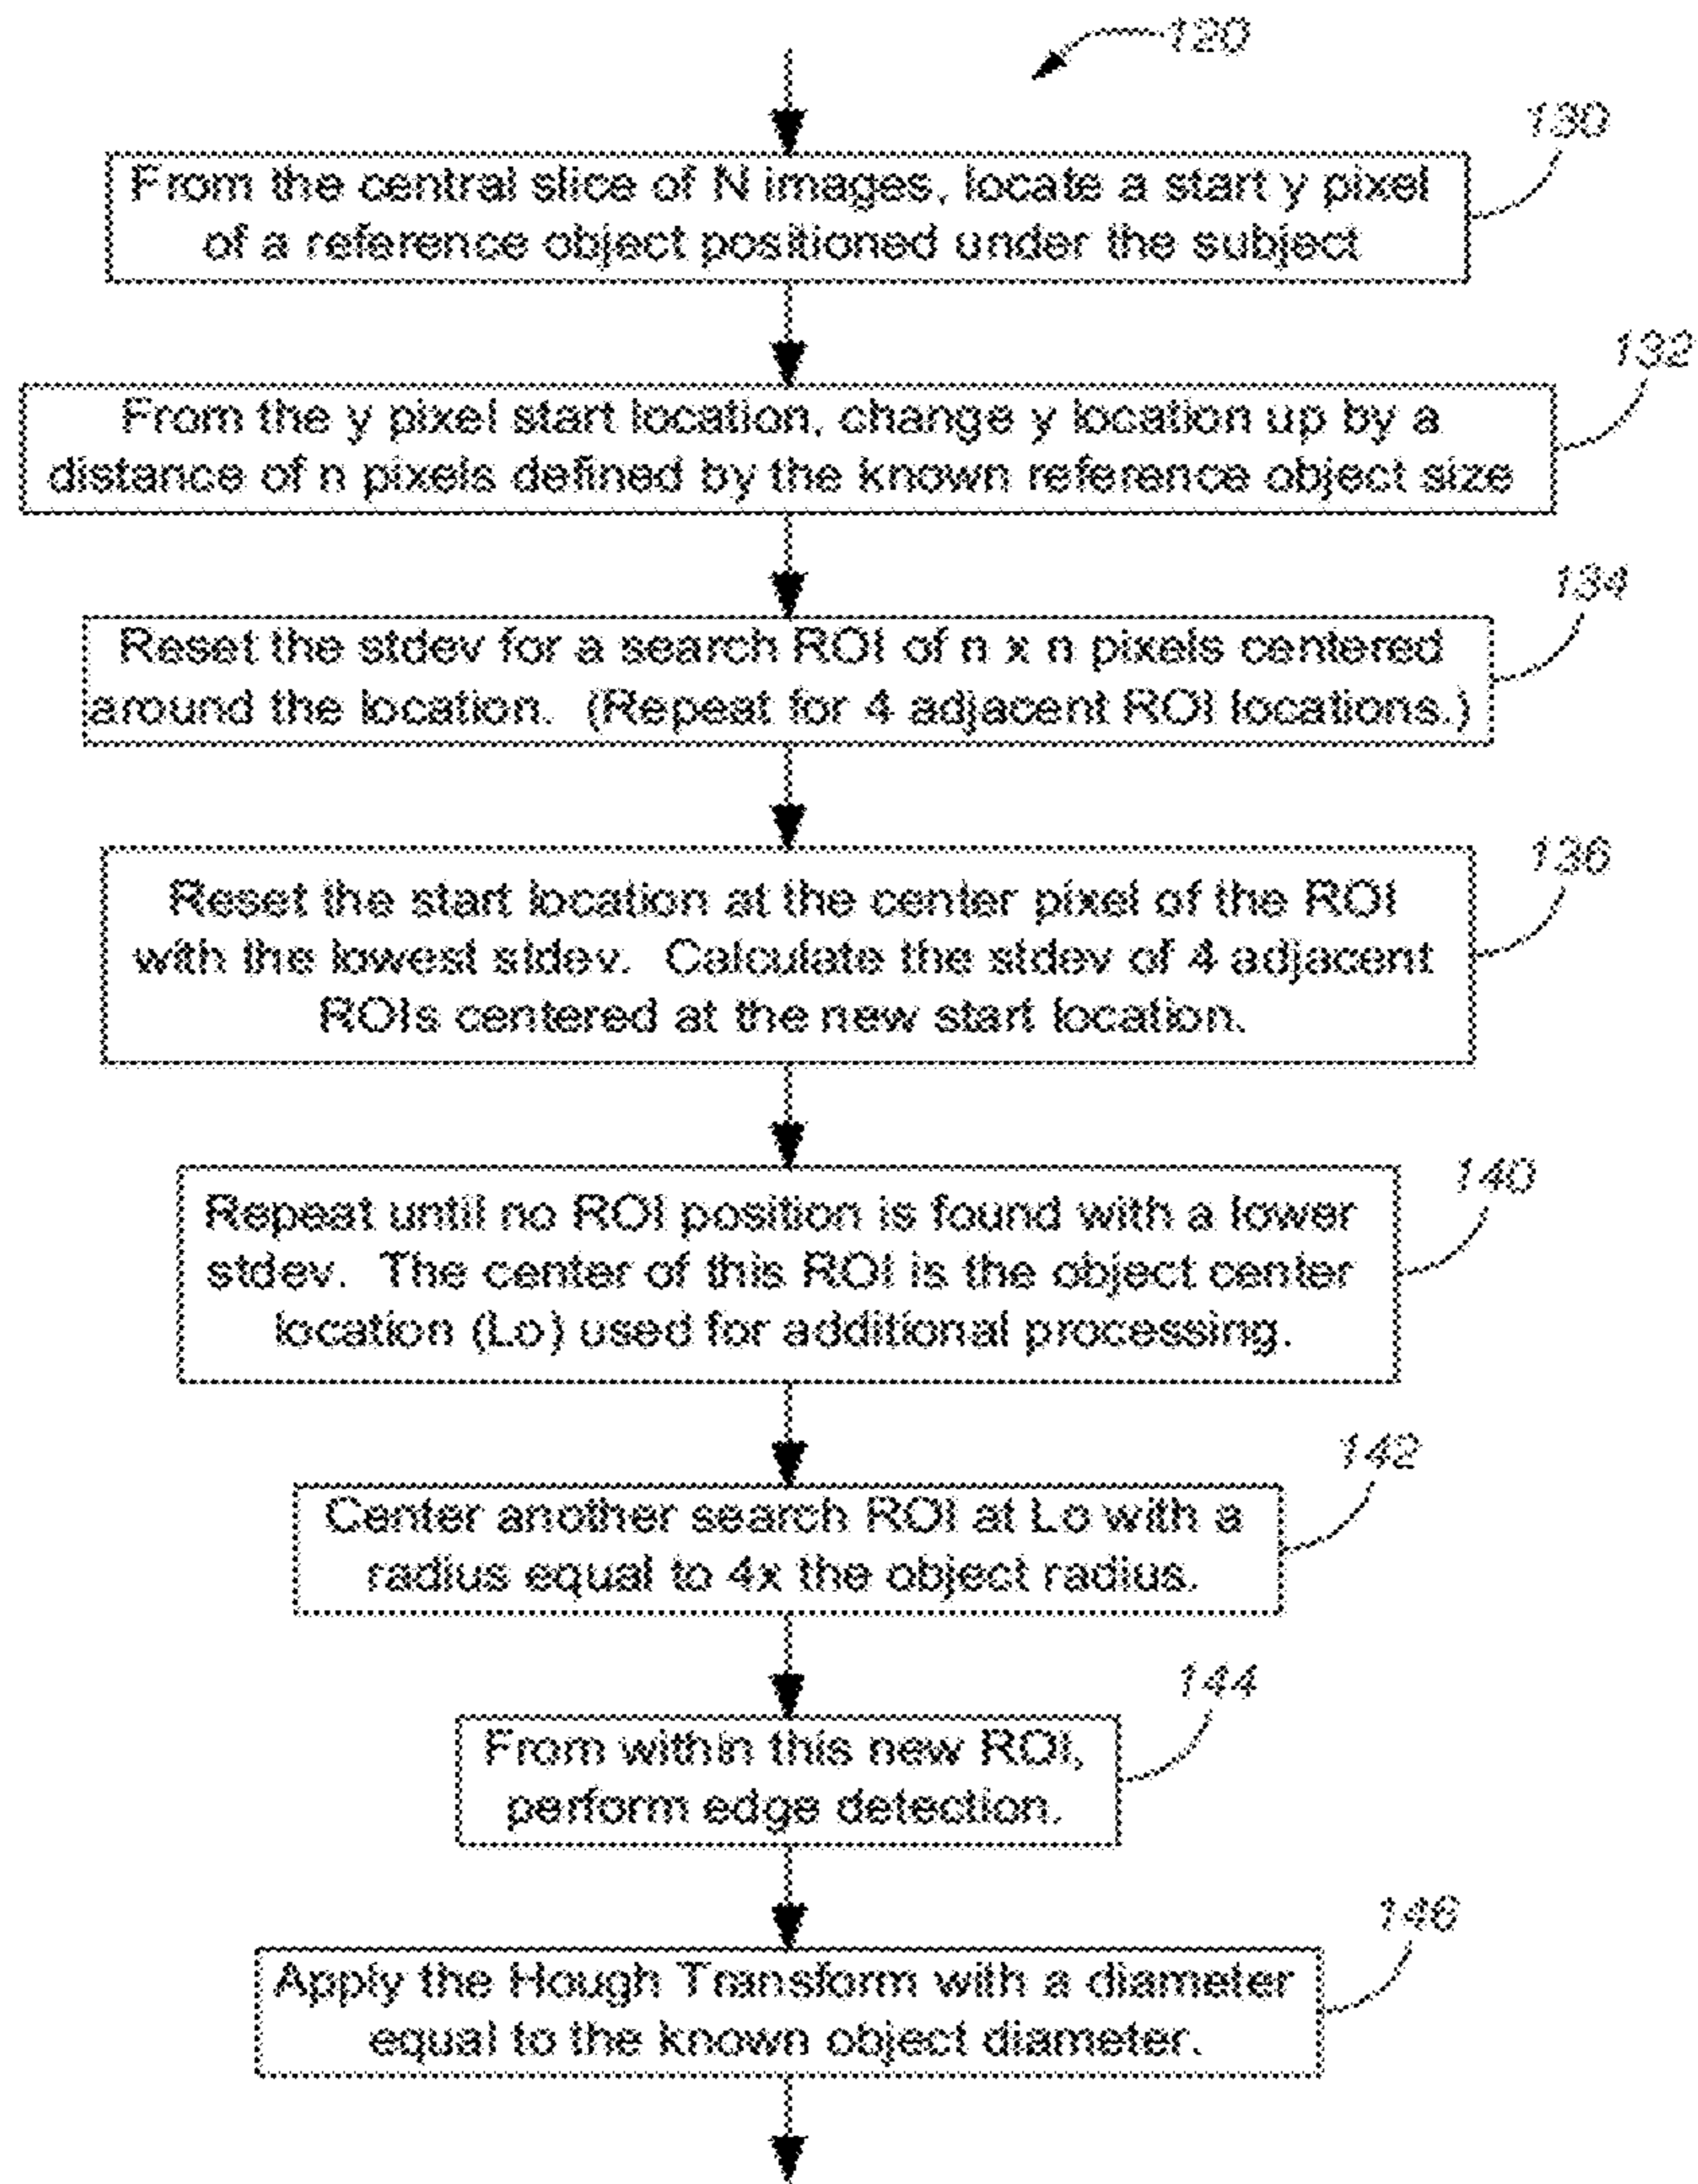 120
130
From the central slice of N images, locate a start y pixel
of a reference object positioned under the subject
132
From the y pixel start location, change y location up by a
distance of n pixels defined by the known reference object size
134
Reset the stdev for a search ROI of n x n pixels centered
around the location. (Repeat for 4 adjacent ROI locations.)
136
Reset the start location at the center pixel of the ROI
with the lowest stdev. Calculate the stdev of 4 adjacent
ROIs centered at the new start location.
140
Repeat until no ROI position is found with a lower
stdev. The center of this ROI is the object center
location (Lo) used for additional processing.
142
Center another search ROI at Lo with a
radius equal to 4x the object radius.
144
From within this new ROI,
perform edge detection.
146
Apply the Hough Transform with a diameter
equal to the known object diameter.